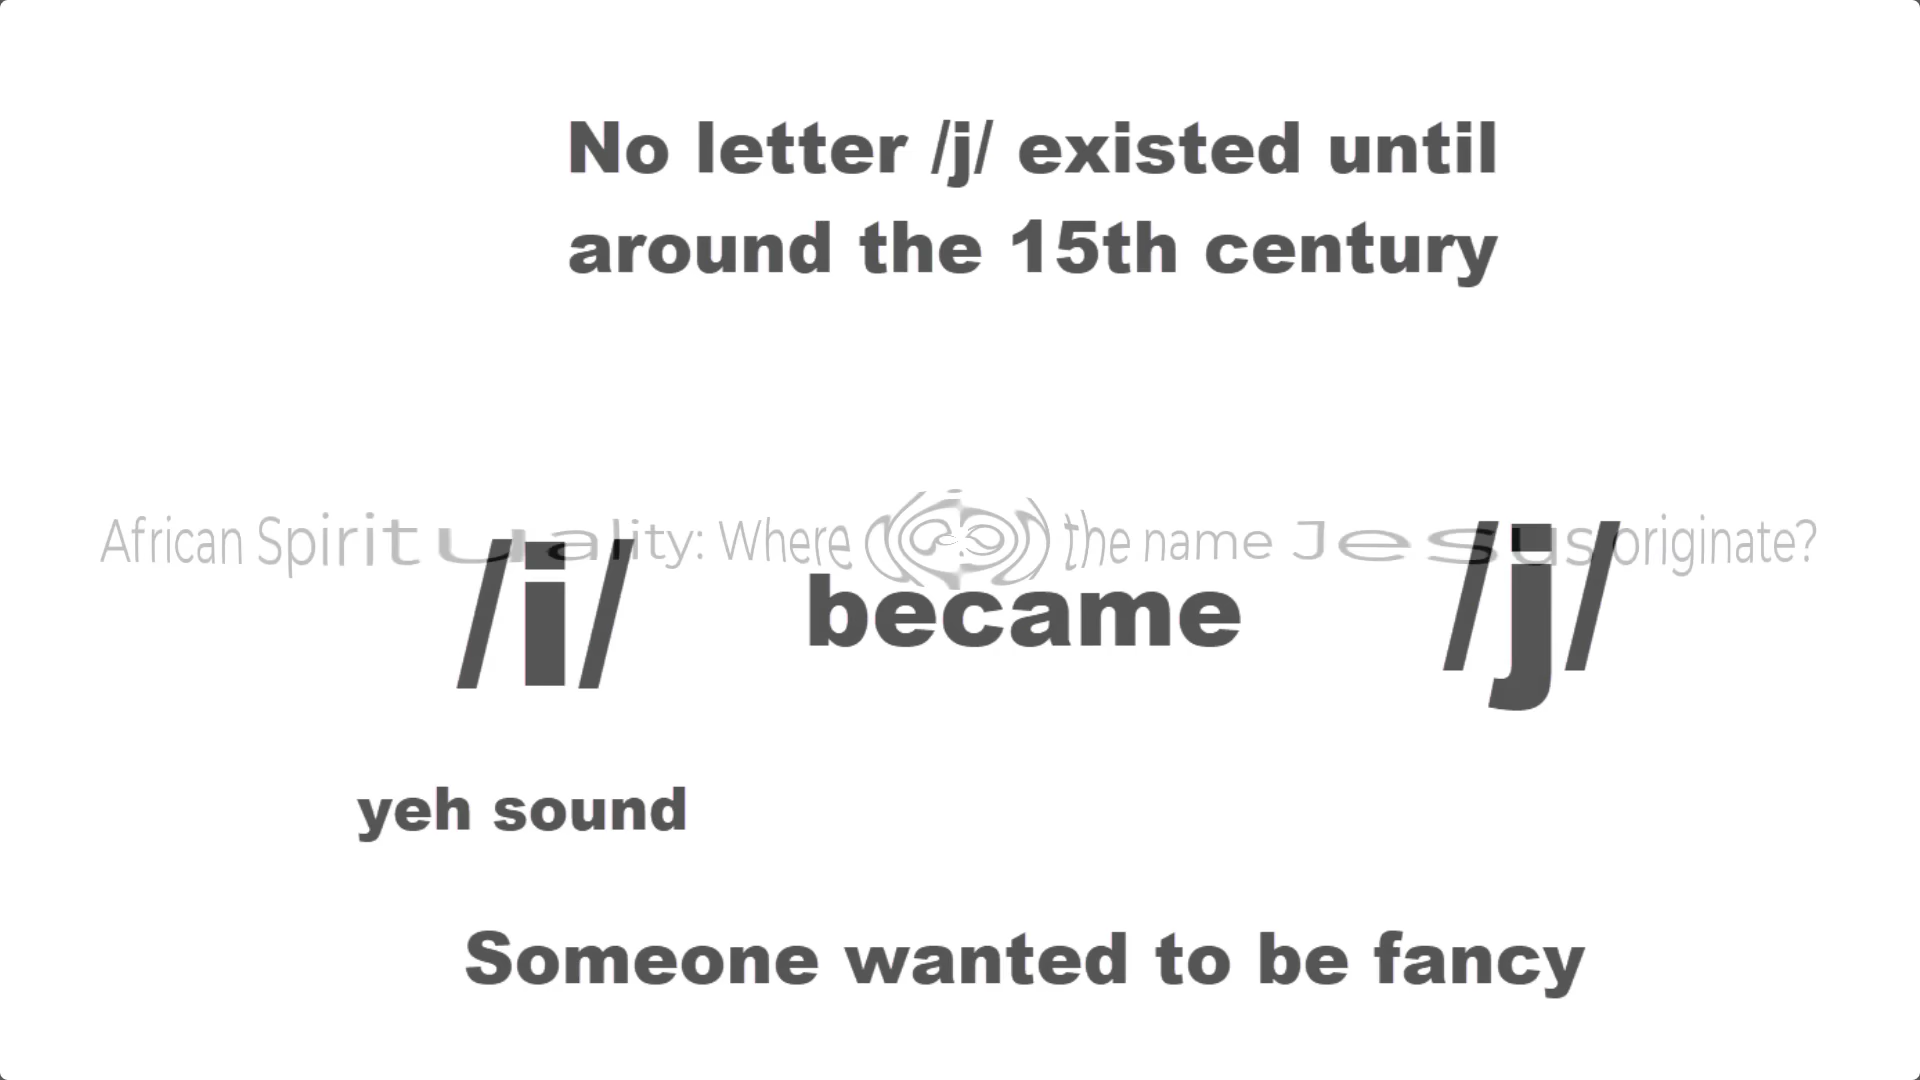 No letter /j/ existed until
around the 15th century
African Spirituality: Where the name Jesus originate?
/i/ became /j/
yeh sound
Someone wanted to be fancy